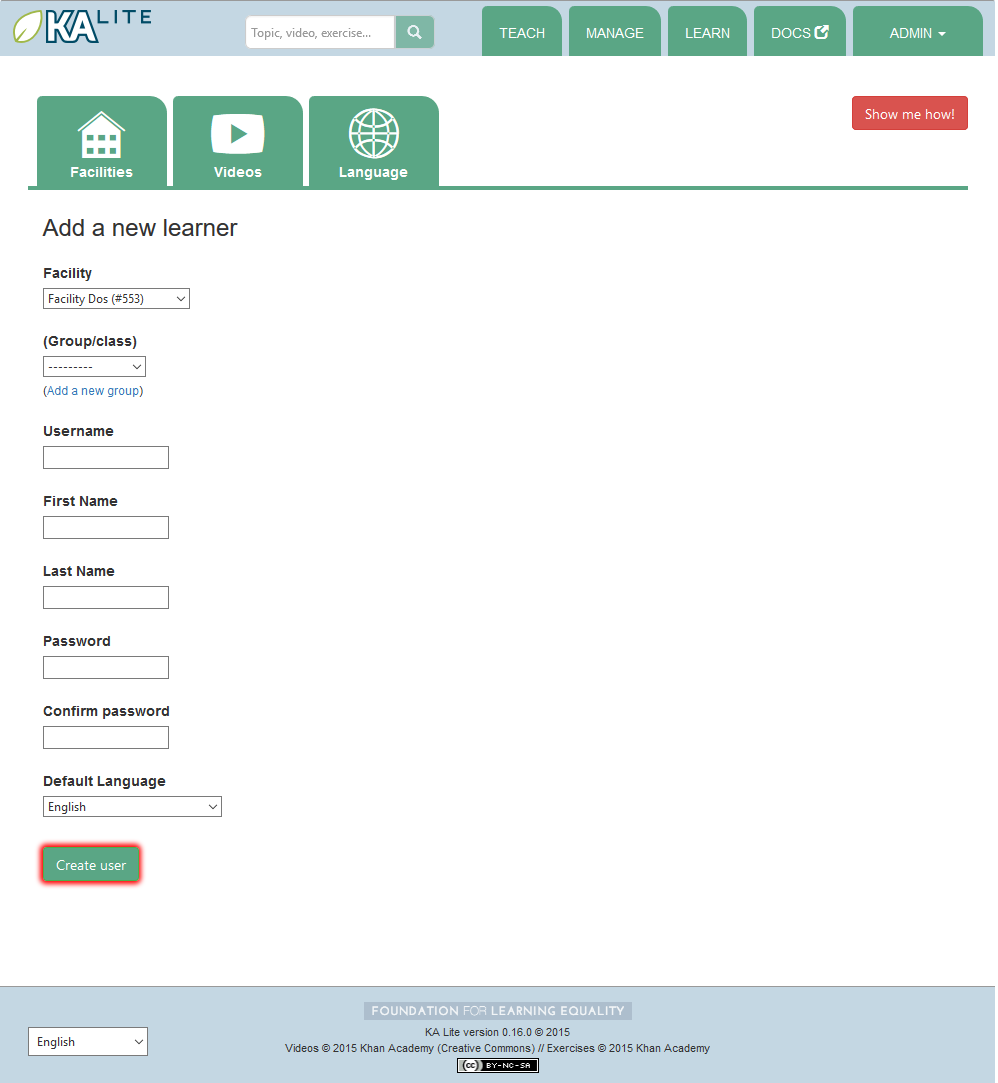 KA LITE
Topic, video, exercise...
TEACH
MANAGE
LEARN
DOCS
ADMIN
Facilities
Videos
Language
Show me how!
Add a new learner
Facility
Facility Dos (#553)
(Group/class)
---------
(Add a new group)
Username
First Name
Last Name
Password
Confirm password
Default Language
English
Create user
FOUNDATION FOR LEARNING EQUALITY
KA Lite version 0.16.0 © 2015
English
Videos © 2015 Khan Academy (Creative Commons) // Exercises © 2015 Khan Academy
cc BY-NC-SA